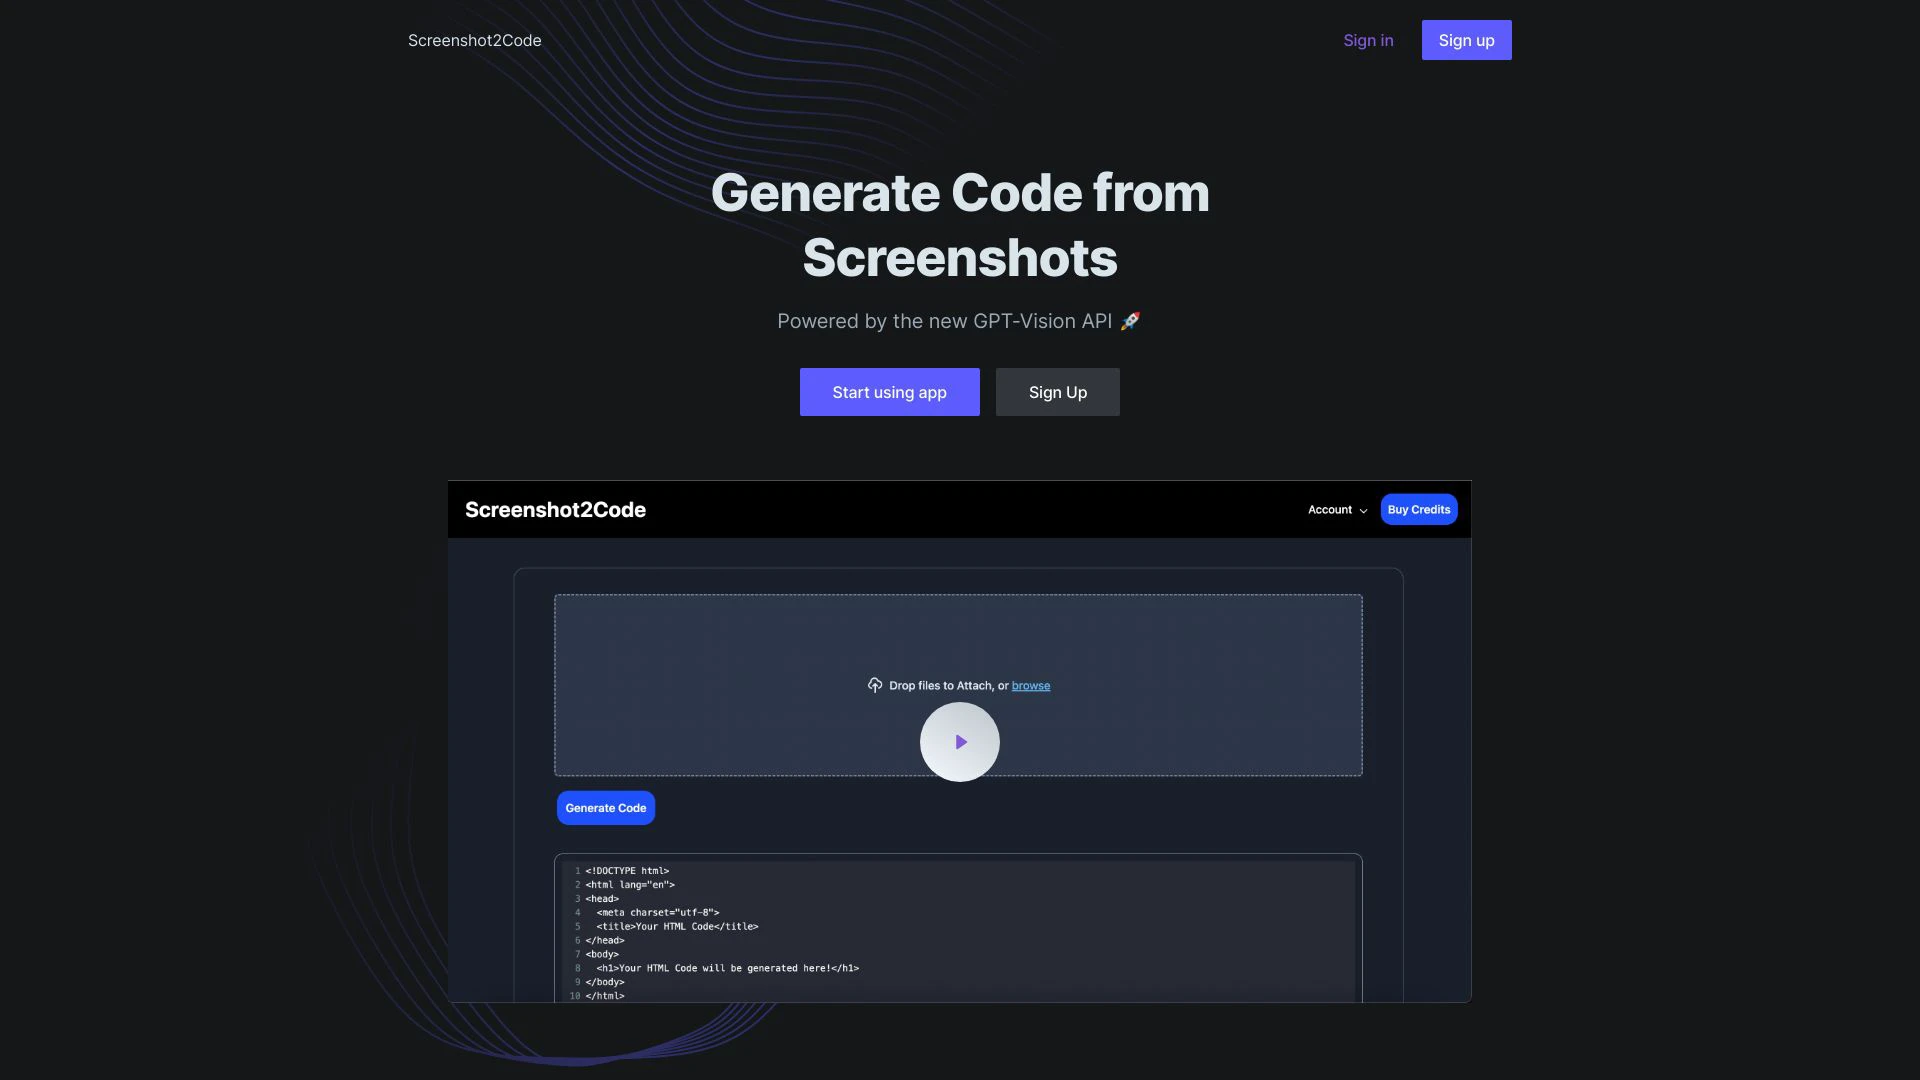 Screenshot2Code
Sign in
Sign up
Generate Code from
Screenshots
Powered by the new GPT-Vision API 🚀
Start using app
Sign Up
Screenshot2Code
Account
Buy Credits
Drop files to Attach, or browse
Generate Code
1 <!DOCTYPE html>
2 <html lang="en">
3 <head>
4   <meta charset="utf-8">
5   <title>Your HTML Code</title>
6 </head>
7 <body>
8   <h1>Your HTML Code will be generated here!</h1>
9 </body>
10 </html>